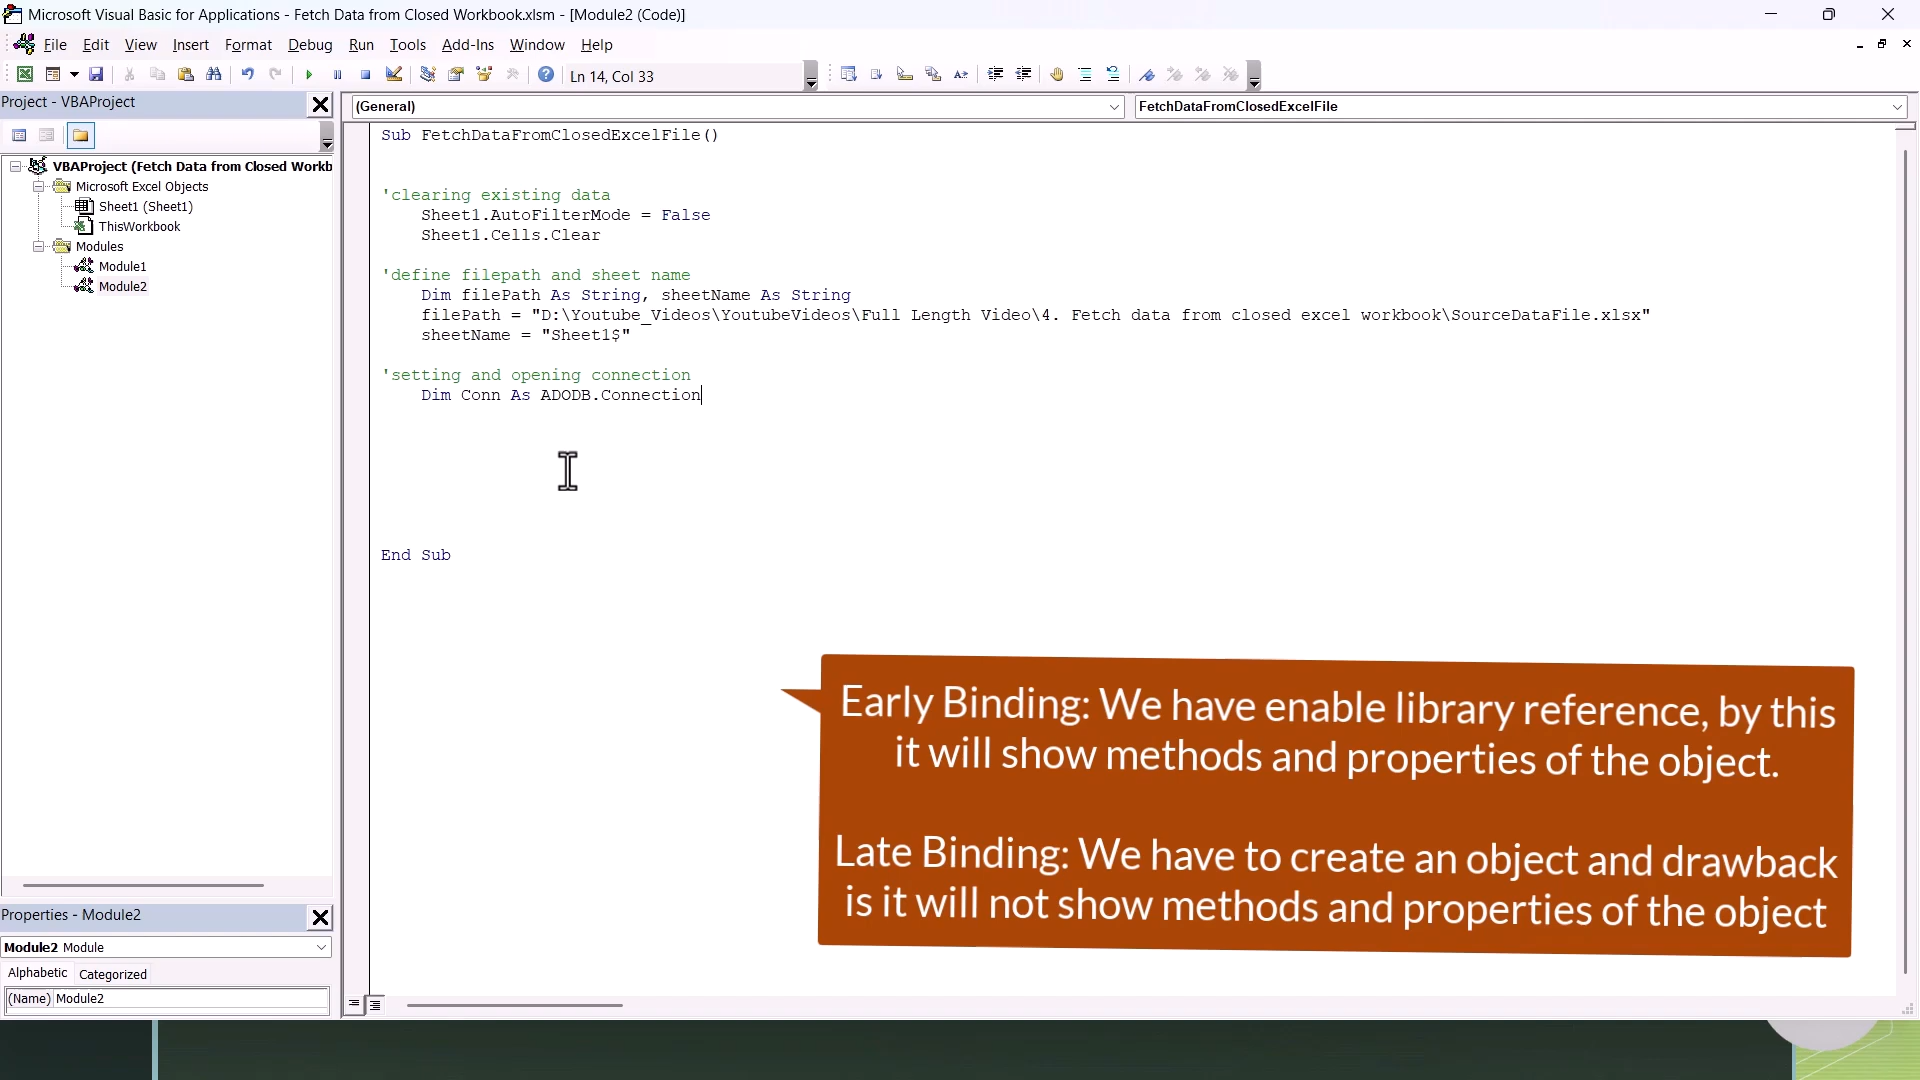 Microsoft Visual Basic for Applications - Fetch Data from Closed Workbook.xlsm - [Module2 (Code)]
File Edit View Insert Format Debug Run Tools Add-Ins Window Help
Ln 14, Col 33
Project - VBAProject
(General)
FetchDataFromClosedExcelFile
VBAProject (Fetch Data from Closed Workb
Microsoft Excel Objects
Sheet1 (Sheet1)
ThisWorkbook
Modules
Module1
Module2
Sub FetchDataFromClosedExcelFile()
'clearing existing data
Sheet1.AutoFilterMode = False
Sheet1.Cells.Clear
'define filepath and sheet name
Dim filePath As String, sheetName As String
filePath = "D:\Youtube_Videos\YoutubeVideos\Full Length Video\4. Fetch data from closed excel workbook\SourceDataFile.xlsx"
sheetName = "Sheet1$"
'setting and opening connection
Dim Conn As ADODB.Connection
End Sub
Early Binding: We have enable library reference, by this
it will show methods and properties of the object.
Late Binding: We have to create an object and drawback
is it will not show methods and properties of the object
Properties - Module2
Module2 Module
Alphabetic Categorized
(Name) Module2